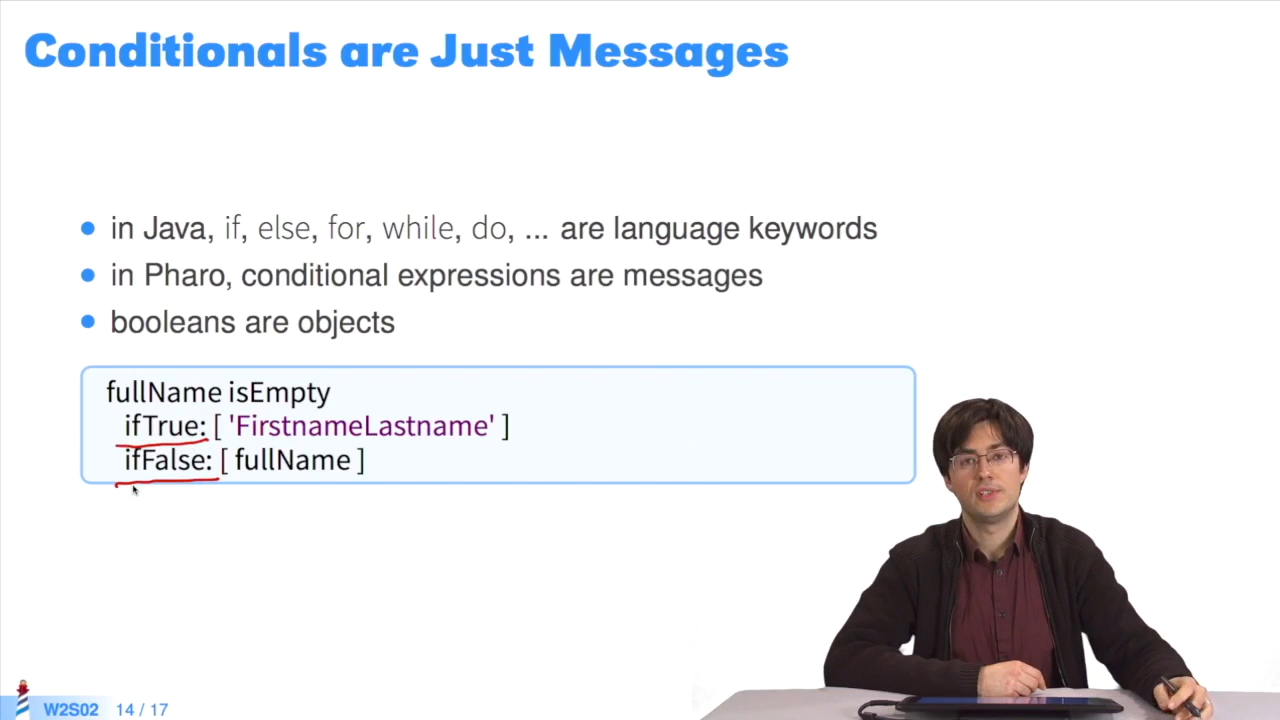 Conditionals are Just Messages
in Java, if, else, for, while, do, ... are language keywords
in Pharo, conditional expressions are messages
booleans are objects
fullName isEmpty
ifTrue: [ 'FirstnameLastname' ]
ifFalse: [ fullName ]
W2S02 14 / 17